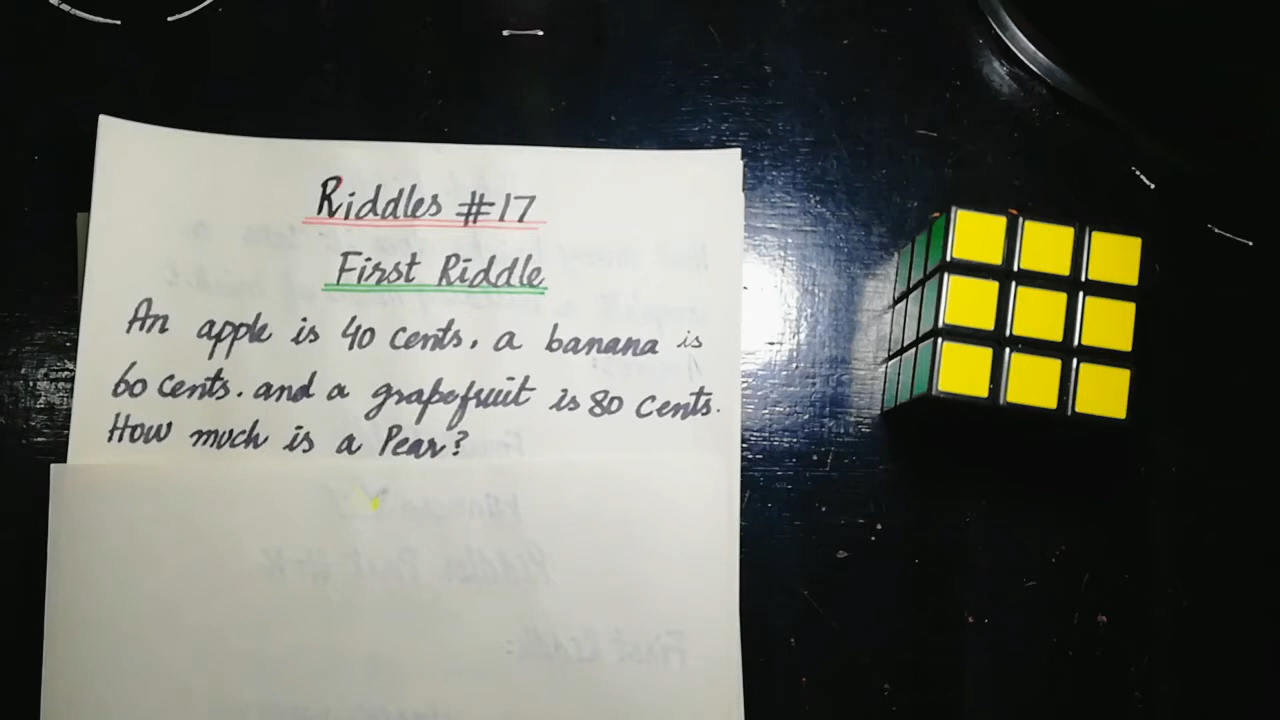 Riddles #17
First Riddle
An apple is 40 cents, a banana is
60 cents. and a grapefruit is 80 cents.
How much is a Pear?